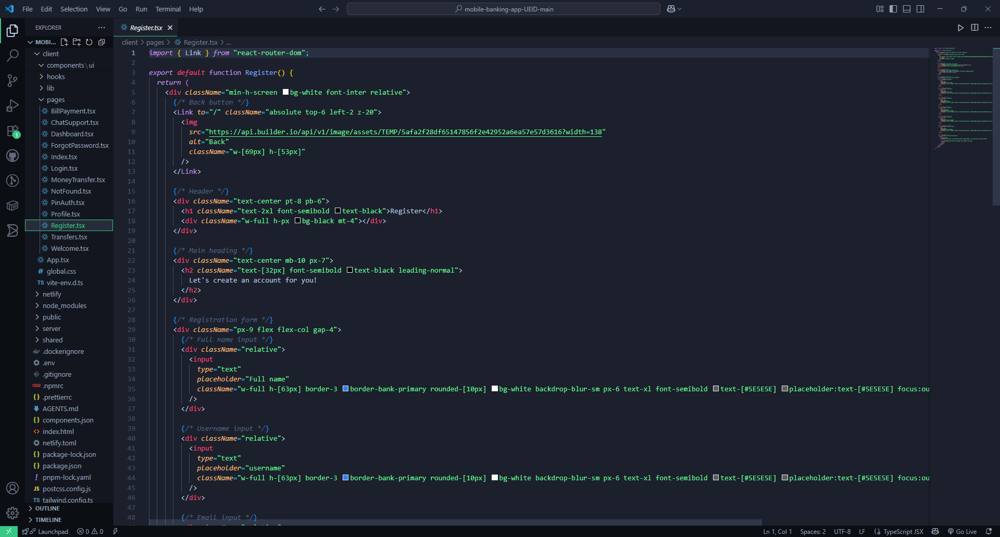 File Edit Selection View Go Run Terminal Help
mobile-banking-app-UEID-main
EXPLORER
MOBI...
client
components\ui
hooks
lib
pages
BillPayment.tsx
ChatSupport.tsx
Dashboard.tsx
ForgotPassword.tsx
Index.tsx
Login.tsx
MoneyTransfer.tsx
NotFound.tsx
PinAuth.tsx
Profile.tsx
Register.tsx
Transfers.tsx
Welcome.tsx
App.tsx
# global.css
TS vite-env.d.ts
netlify
node_modules
public
server
shared
.dockerignore
.env
.gitignore
.npmrc
{} .prettierrc
AGENTS.md
{} components.json
<> index.html
netlify.toml
{} package-lock.json
{} package.json
! pnpm-lock.yaml
JS postcss.config.js
TS tailwind.config.ts
OUTLINE
TIMELINE
1
Register.tsx
client > pages > Register.tsx > ...
1 import { Link } from "react-router-dom";
2
3 export default function Register() {
4 return (
5 <div className="min-h-screen bg-white font-inter relative">
6 {/* Back button */}
7 <Link to="/" className="absolute top-6 left-2 z-20">
8 <img
9 src="https://api.builder.io/api/v1/image/assets/TEMP/5afa2f28df65147856f2e42952a6ea57e57d3616?width=138"
10 alt="Back"
11 className="w-[69px] h-[53px]"
12 />
13 </Link>
14
15 {/* Header */}
16 <div className="text-center pt-8 pb-6">
17 <h1 className="text-2xl font-semibold text-black">Register</h1>
18 <div className="w-full h-px bg-black mt-4"></div>
19 </div>
20
21 {/* Main heading */}
22 <div className="text-center mb-10 px-7">
23 <h2 className="text-[32px] font-semibold text-black leading-normal">
24 Let's create an account for you!
25 </h2>
26 </div>
27
28 {/* Registration form */}
29 <div className="px-9 flex flex-col gap-4">
30 {/* Full name input */}
31 <div className="relative">
32 <input
33 type="text"
34 placeholder="Full name"
35 className="w-full h-[63px] border-3 border-bank-primary rounded-[10px] bg-white backdrop-blur-sm px-6 text-xl font-semibold text-[#5E5E5E] placeholder:text-[#5E5E5E] focus:ou
36 />
37 </div>
38
39 {/* Username input */}
40 <div className="relative">
41 <input
42 type="text"
43 placeholder="username"
44 className="w-full h-[63px] border-3 border-bank-primary rounded-[10px] bg-white backdrop-blur-sm px-6 text-xl font-semibold text-[#5E5E5E] placeholder:text-[#5E5E5E] focus:ou
45 />
46 </div>
47
48 {/* Email input */}
Launchpad 0 0
Ln 1, Col 1 Spaces: 2 UTF-8 LF {} TypeScript JSX Go Live